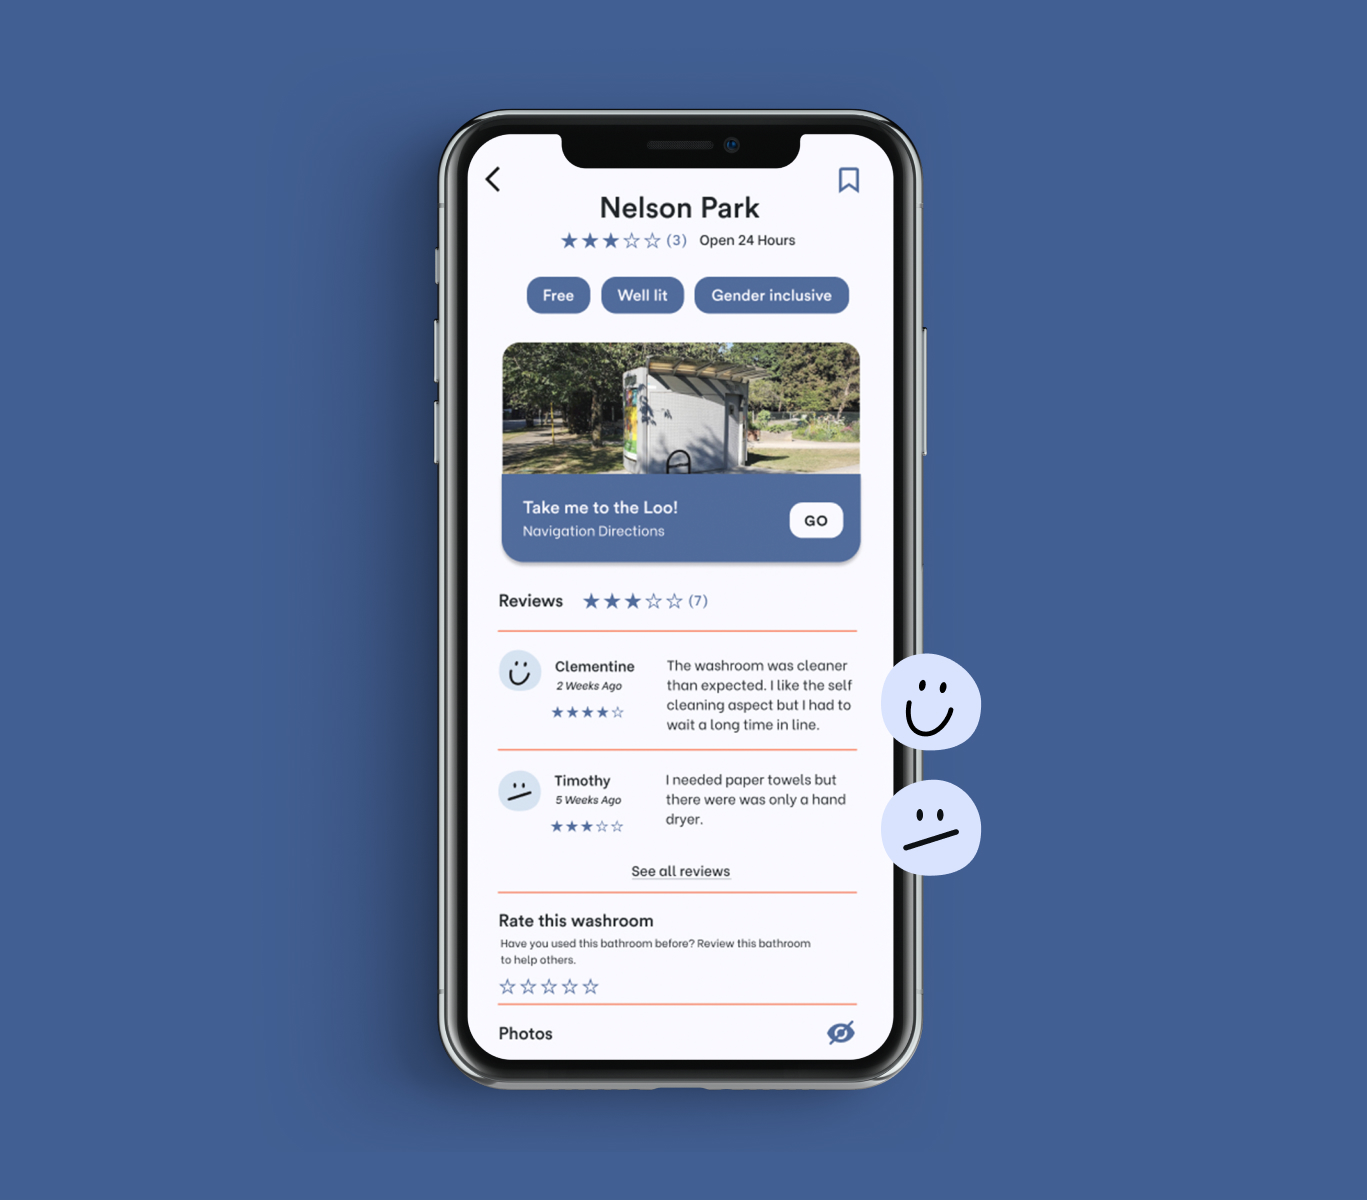 Nelson Park
(3) Open 24 Hours
Free
Well lit
Gender inclusive
Take me to the Loo!
Navigation Directions
GO
Reviews (7)
Clementine
2 Weeks Ago
The washroom was cleaner
than expected. I like the self
cleaning aspect but I had to
wait a long time in line.
Timothy
5 Weeks Ago
I needed paper towels but
there were was only a hand
dryer.
See all reviews
Rate this washroom
Have you used this bathroom before? Review this bathroom
to help others.
Photos